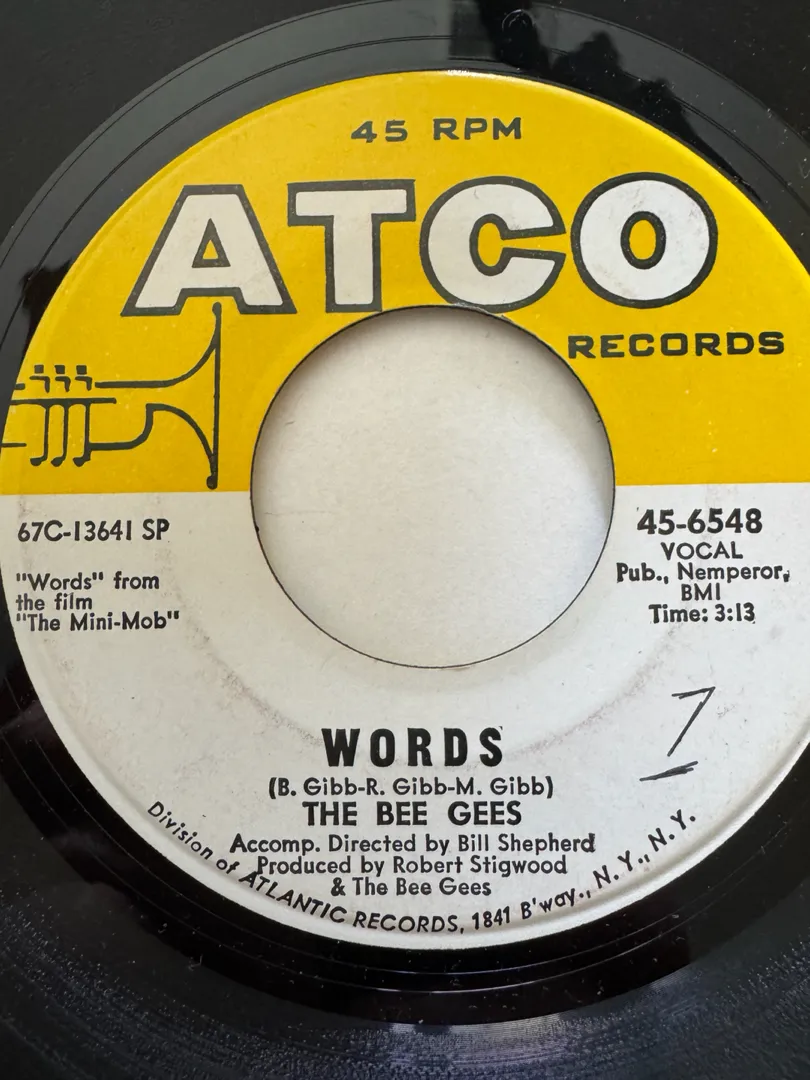 45 RPM
ATCO
RECORDS
67C-13641 SP
"Words" from
the film
"The Mini-Mob"
45-6548
VOCAL
Pub., Nemperor,
BMI
Time: 3:13
7
WORDS
(B. Gibb-R. Gibb-M. Gibb)
THE BEE GEES
Accomp. Directed by Bill Shepherd
Produced by Robert Stigwood
& The Bee Gees
Division of ATLANTIC RECORDS, 1841 B'way., N.Y., N.Y.